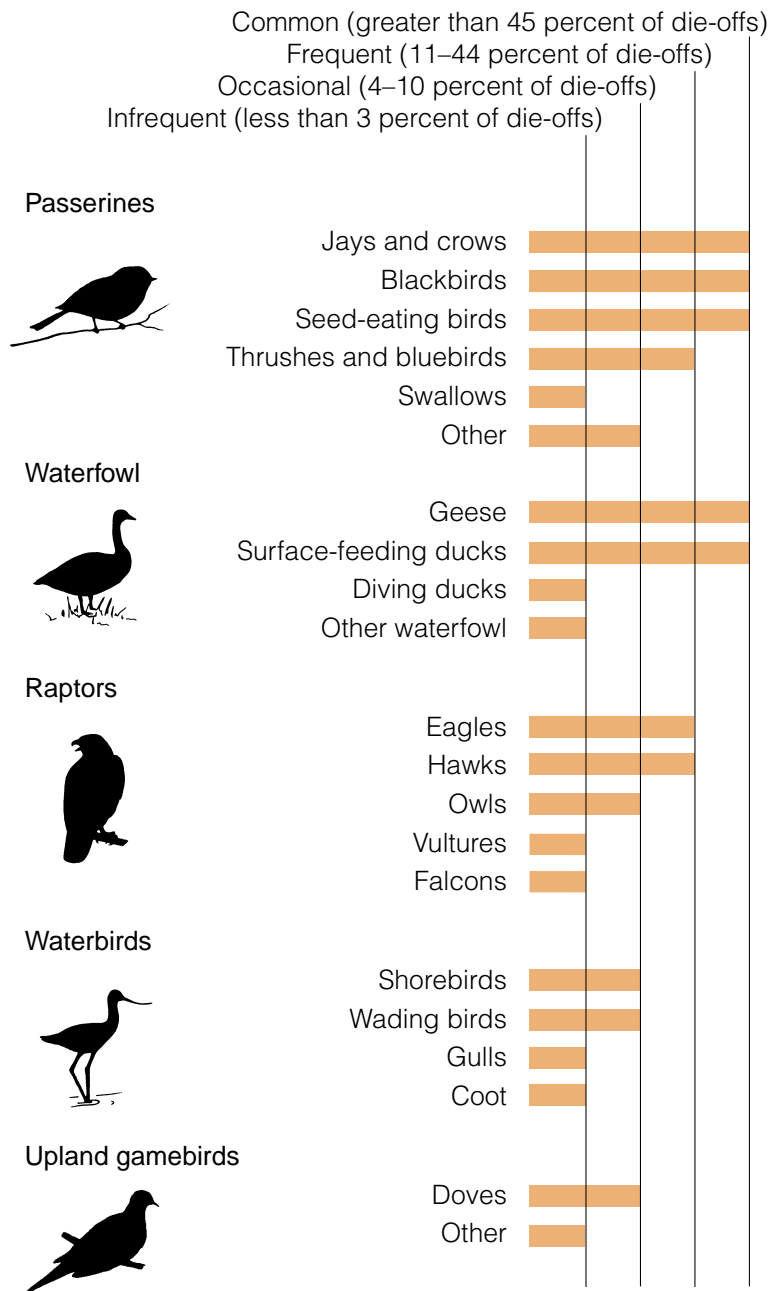 Common (greater than 45 percent of die-offs)
Frequent (11–44 percent of die-offs)
Occasional (4–10 percent of die-offs)
Infrequent (less than 3 percent of die-offs)
Passerines
Jays and crows
Blackbirds
Seed-eating birds
Thrushes and bluebirds
Swallows
Other
Waterfowl
Geese
Surface-feeding ducks
Diving ducks
Other waterfowl
Raptors
Eagles
Hawks
Owls
Vultures
Falcons
Waterbirds
Shorebirds
Wading birds
Gulls
Coot
Upland gamebirds
Doves
Other